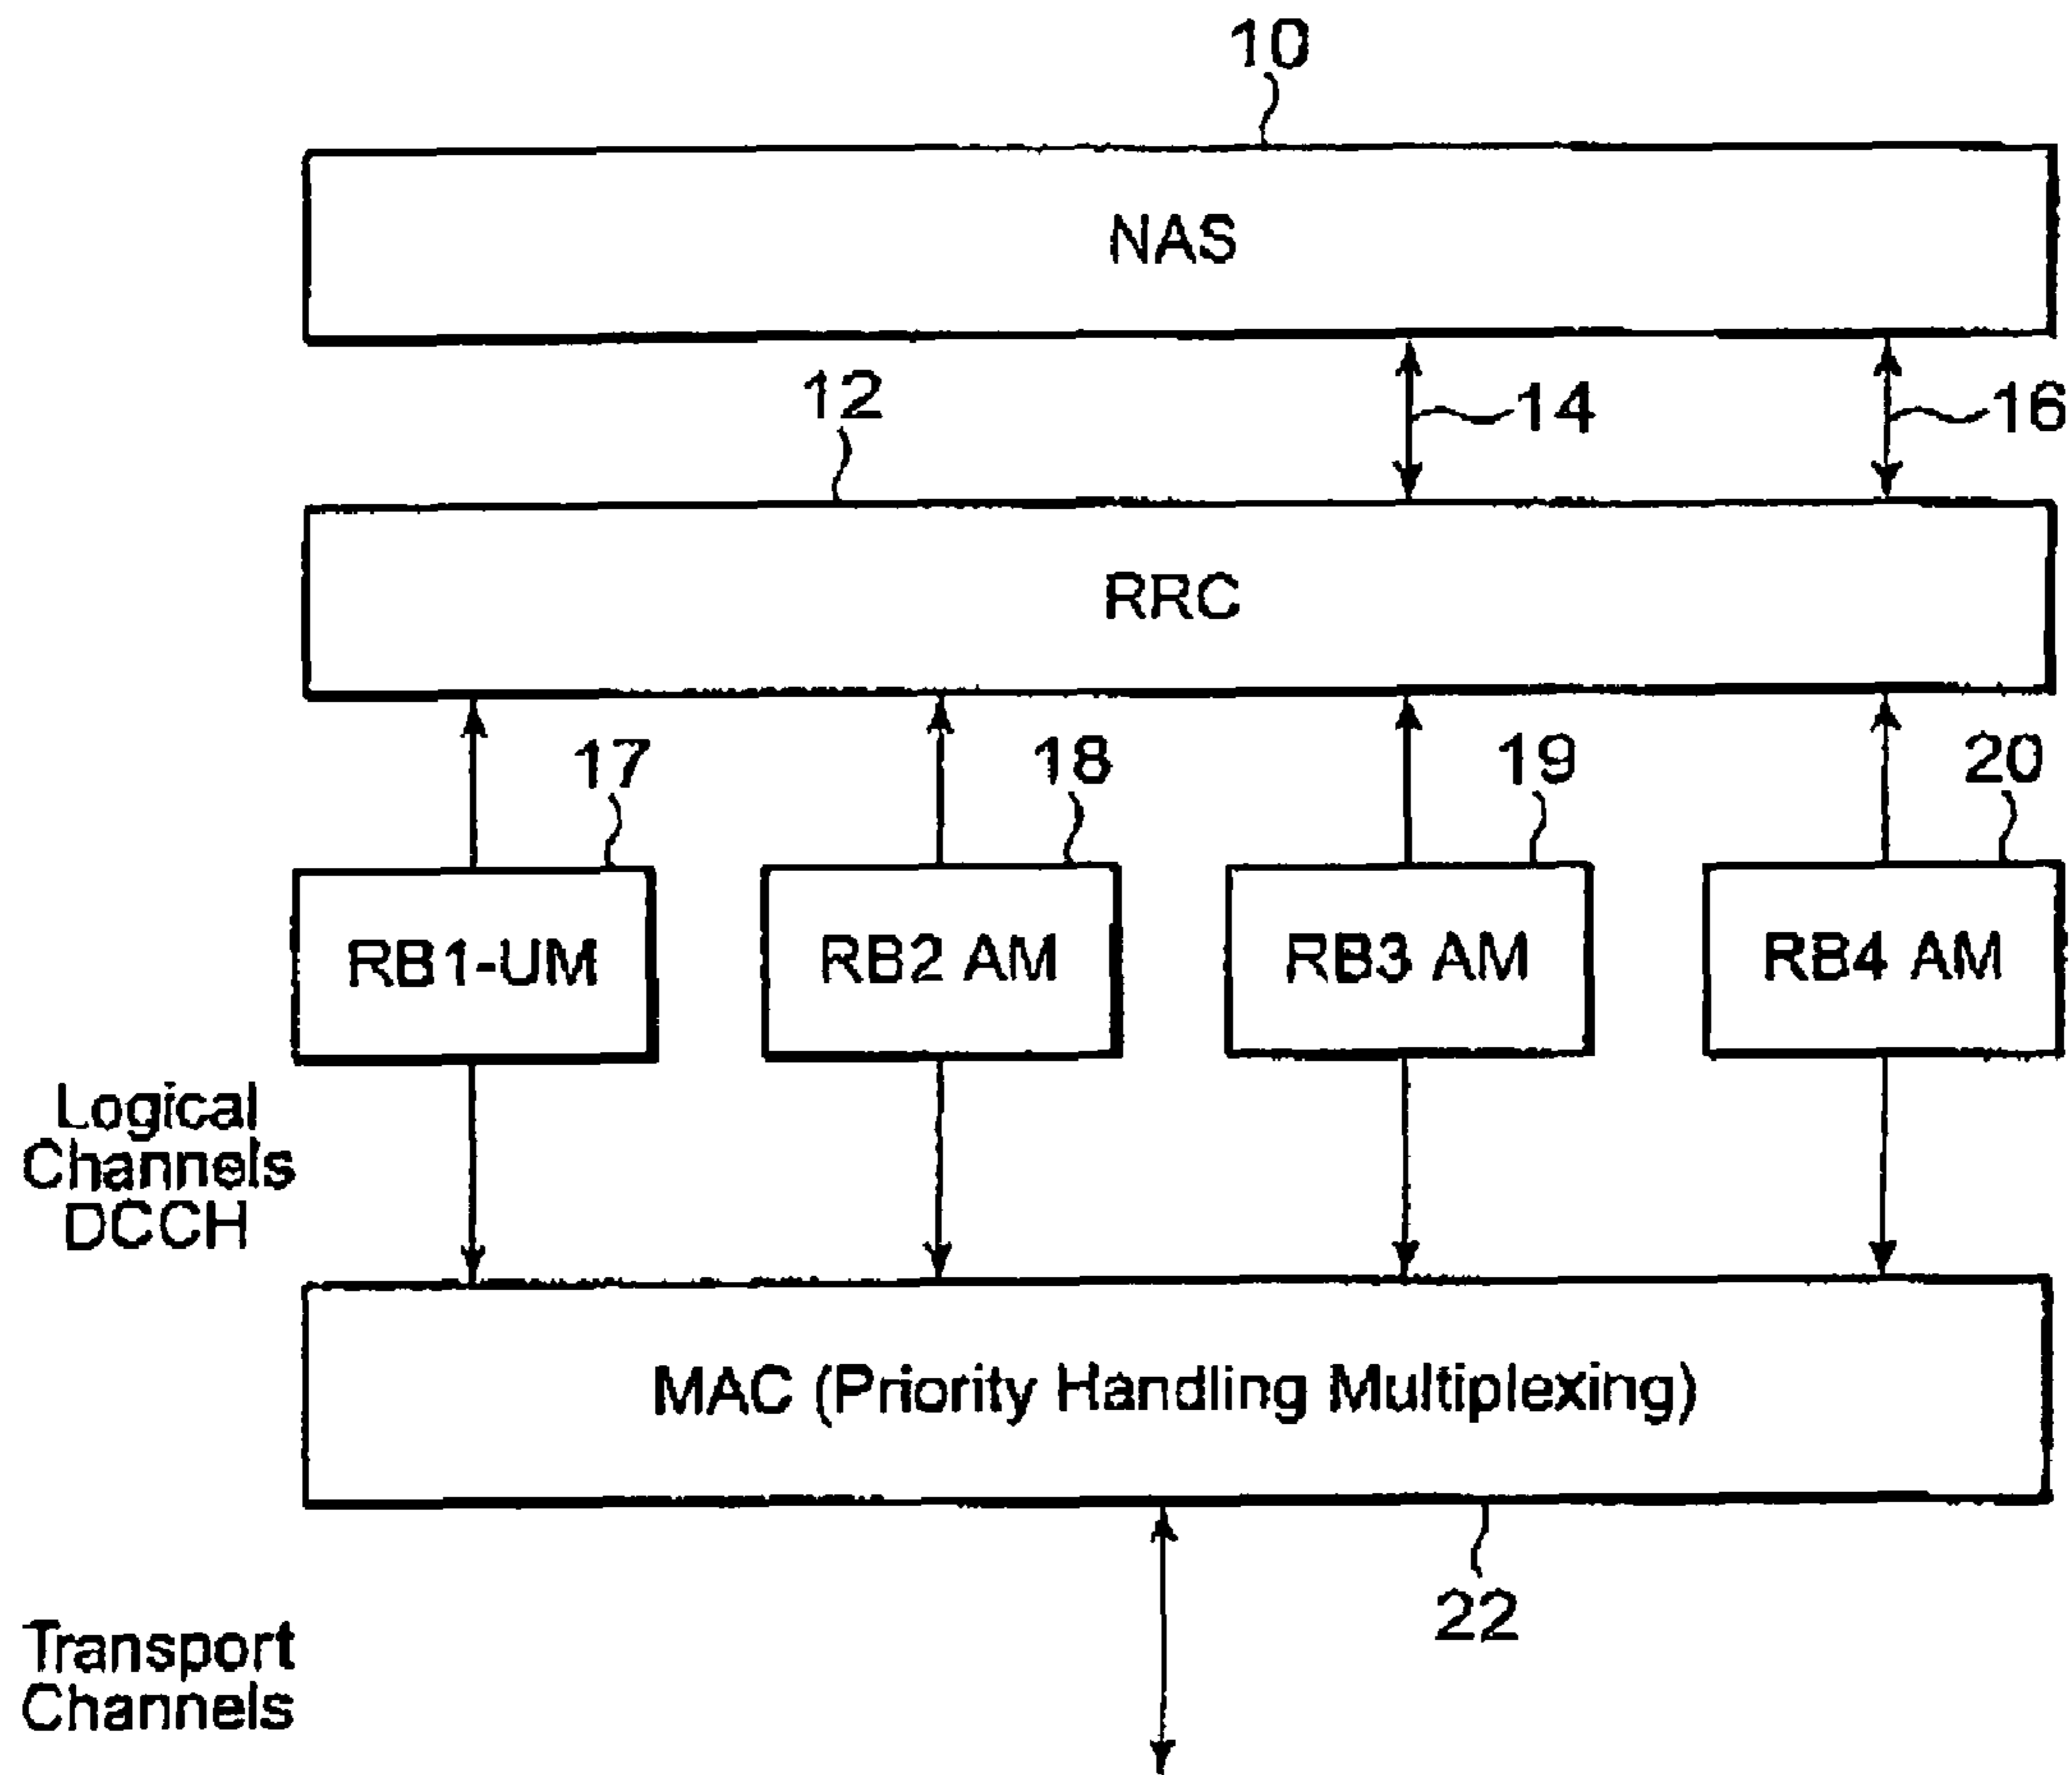 10
NAS
12
14
16
RRC
17
18
19
20
RB1-UM
RB2 AM
RB3 AM
RB4 AM
Logical
Channels
DCCH
MAC (Priority Handling Multiplexing)
22
Transport
Channels